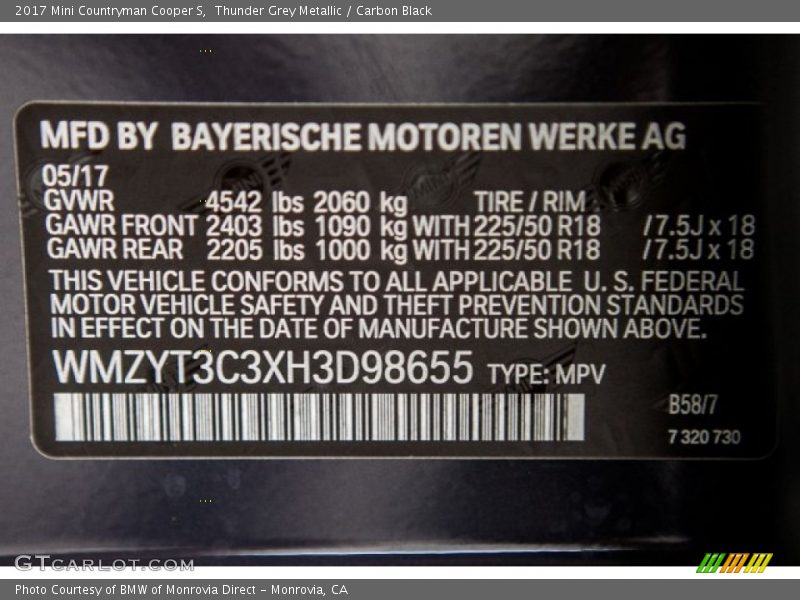 2017 Mini Countryman Cooper S, Thunder Grey Metallic / Carbon Black
MFD BY BAYERISCHE MOTOREN WERKE AG
05/17
GVWR 4542 lbs 2060 kg TIRE / RIM
GAWR FRONT 2403 lbs 1090 kg WITH 225/50 R18 /7.5J x 18
GAWR REAR 2205 lbs 1000 kg WITH 225/50 R18 /7.5J x 18
THIS VEHICLE CONFORMS TO ALL APPLICABLE U.S. FEDERAL
MOTOR VEHICLE SAFETY AND THEFT PREVENTION STANDARDS
IN EFFECT ON THE DATE OF MANUFACTURE SHOWN ABOVE.
WMZYT3C3XH3D98655 TYPE: MPV
B58/7
7 320 730
GTCARLOT.COM
Photo Courtesy of BMW of Monrovia Direct - Monrovia, CA